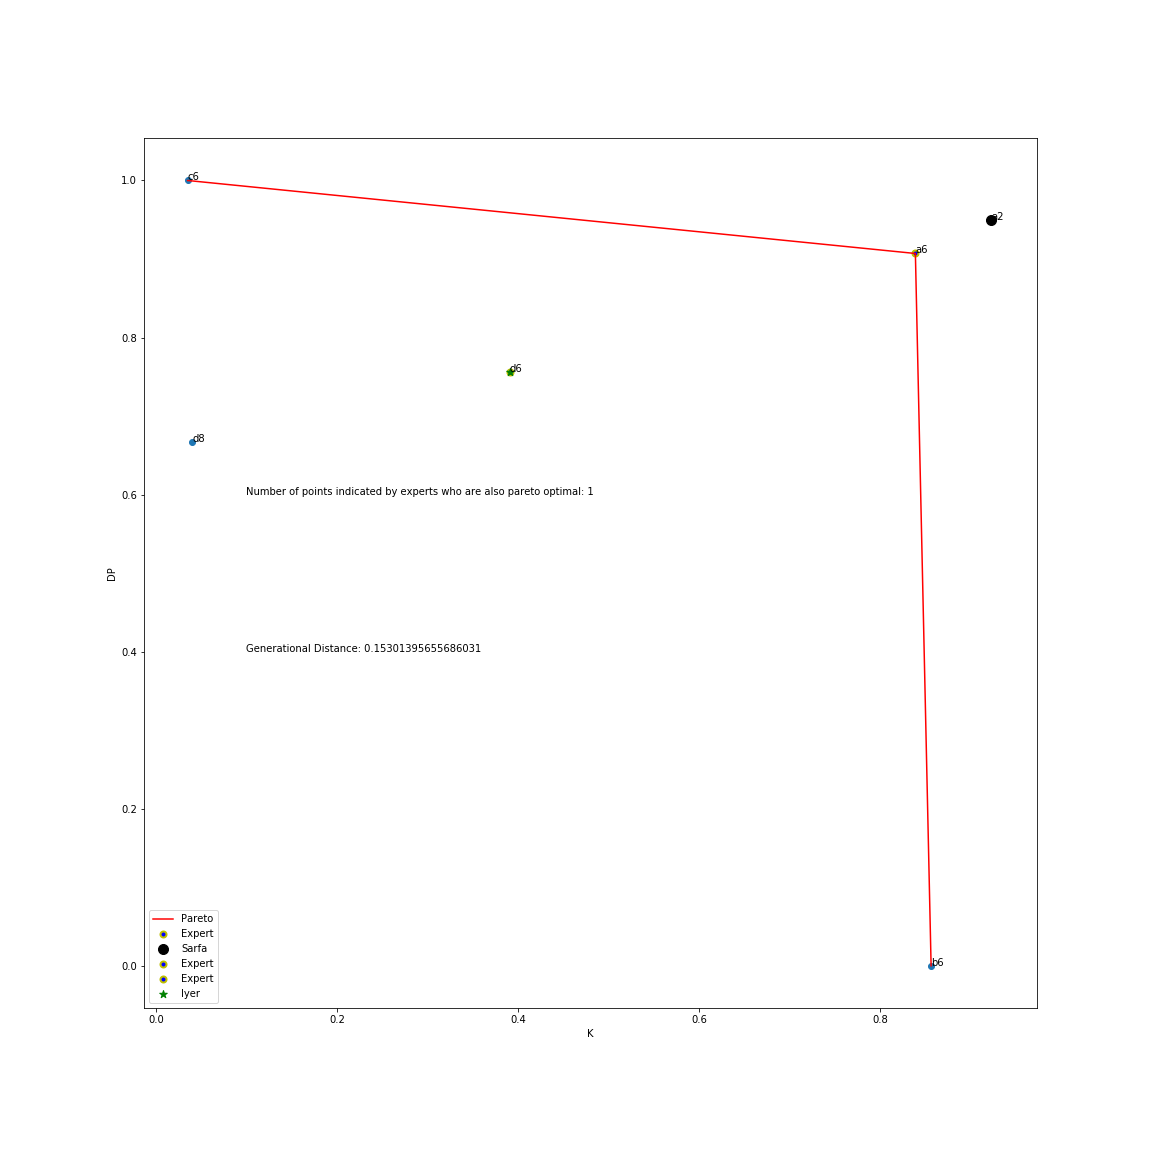 1.0
0.8
0.6
0.4
0.2
0.0
DP
c6
a6
d6
d8
Number of points indicated by experts who are also pareto optimal: 1
Generational Distance: 0.15301395655686031
b6
Pareto
Expert
Sarfa
Expert
Expert
Iyer
0.0 0.2 0.4 0.6 0.8
K